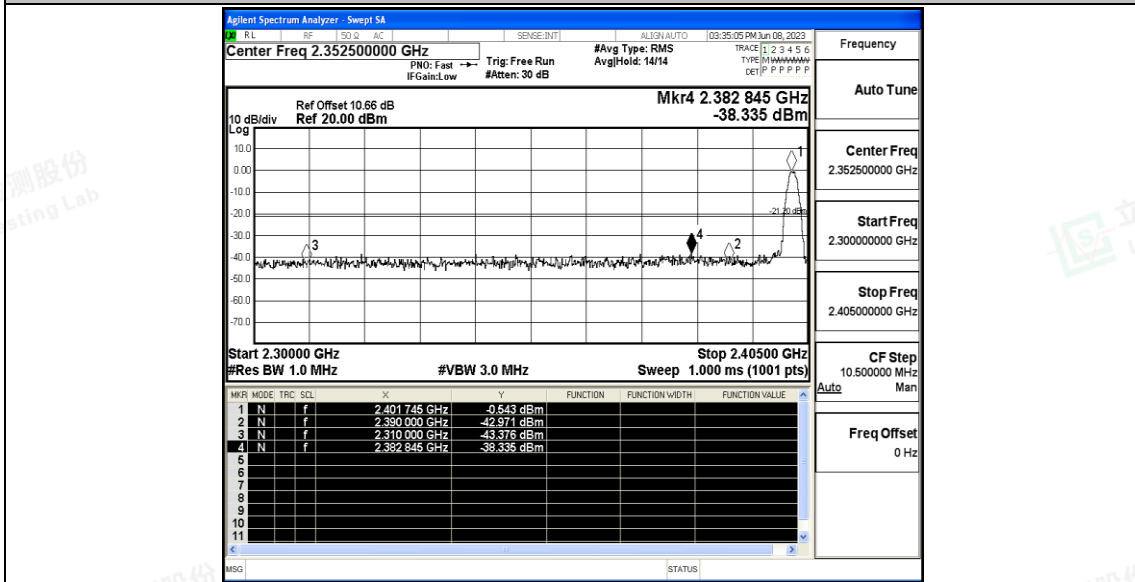 Agilent Spectrum Analyzer - Swept SA
RL RF 50 Ω AC SENSE:INT ALIGN AUTO 03:35:05 PM Jun 08, 2023
Center Freq 2.352500000 GHz
PNO: Fast
IFGain:Low
Trig: Free Run
#Atten: 30 dB
#Avg Type: RMS
Avg|Hold: 14/14
TRACE 1 2 3 4 5 6
TYPE M W W W W W
DET P P P P P P
Ref Offset 10.66 dB
10 dB/div Ref 20.00 dBm
Log
Mkr4 2.382 845 GHz
-38.335 dBm
10.0
0.00
-10.0
-20.0
-30.0
-40.0
-50.0
-60.0
-70.0
1
-21.20 dBm
3
4
2
Start 2.30000 GHz Stop 2.40500 GHz
#Res BW 1.0 MHz #VBW 3.0 MHz Sweep 1.000 ms (1001 pts)
MKR MODE TRC SCL X Y FUNCTION FUNCTION WIDTH FUNCTION VALUE
1 N f 2.401 745 GHz -0.543 dBm
2 N f 2.390 000 GHz -42.971 dBm
3 N f 2.310 000 GHz -43.376 dBm
4 N f 2.382 845 GHz -38.335 dBm
5
6
7
8
9
10
11
MSG STATUS
Frequency
Auto Tune
Center Freq
2.352500000 GHz
Start Freq
2.300000000 GHz
Stop Freq
2.405000000 GHz
CF Step
10.500000 MHz
Auto Man
Freq Offset
0 Hz
测股份
sting Lab
立